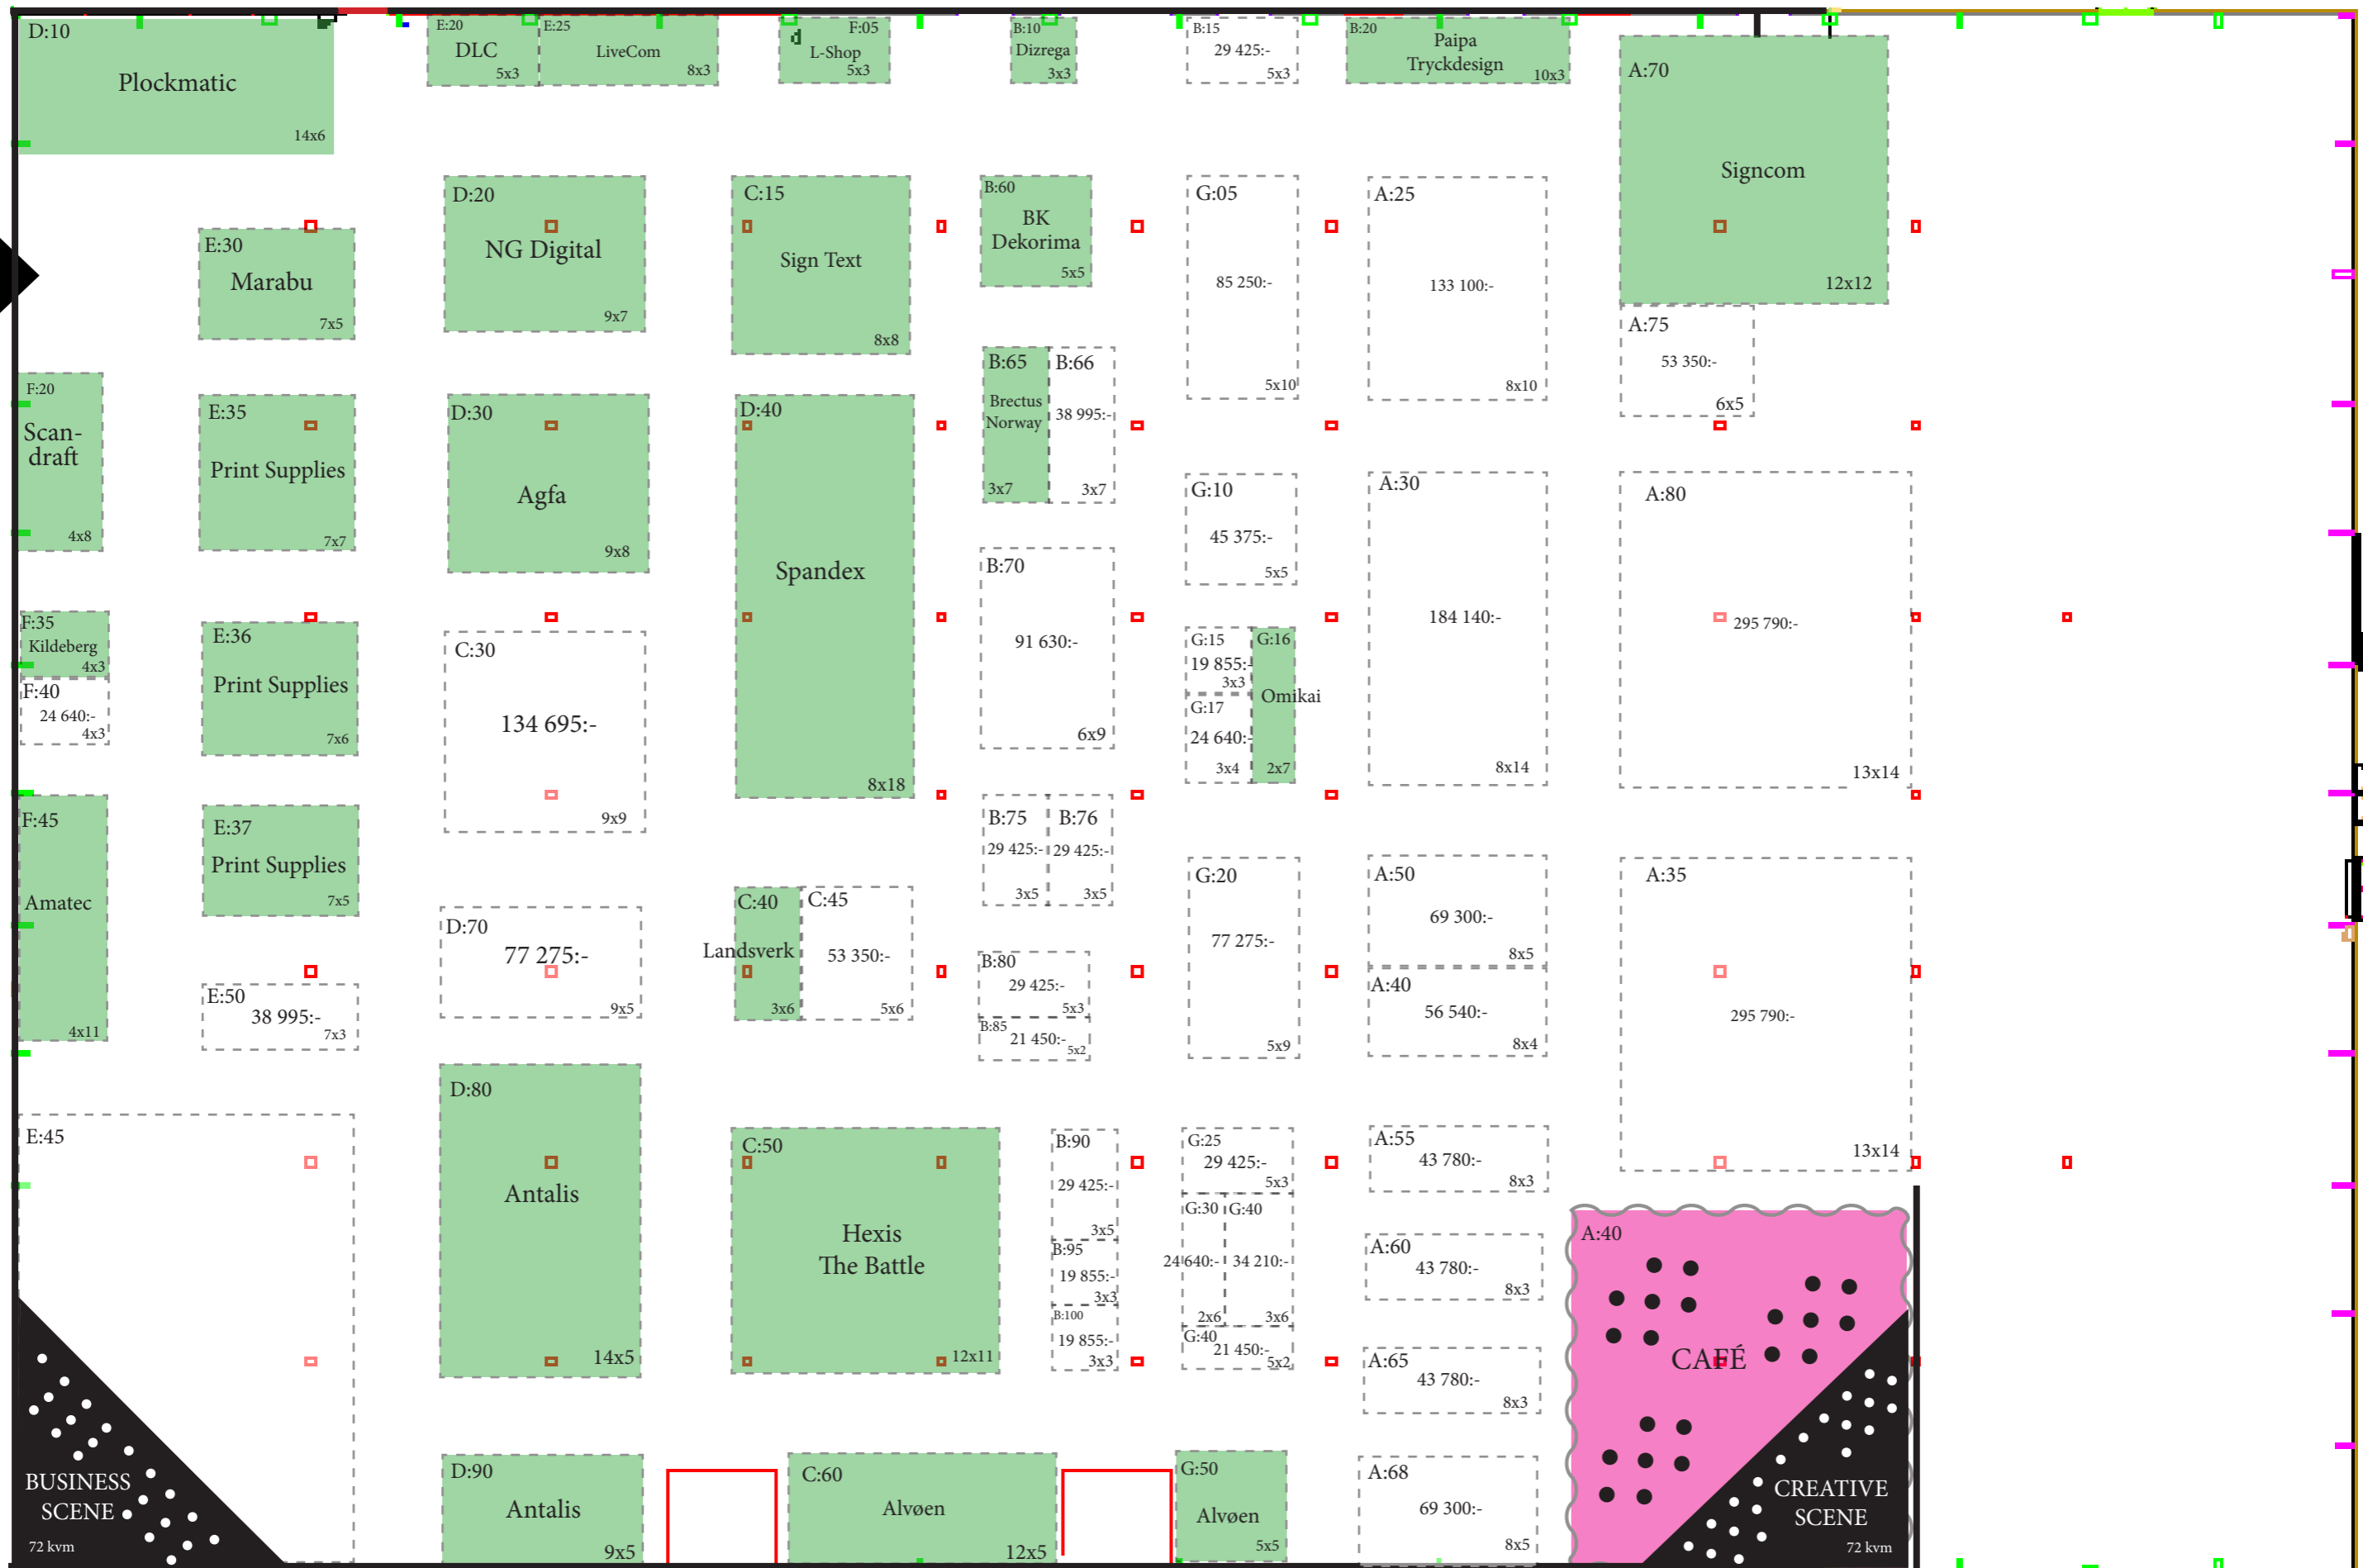 D:10
Plockmatic
14x6
E:20
DLC
5x3
E:25
LiveCom
8x3
F:05
L-Shop
5x3
B:10
Dizrega
3x3
B:15
29 425:-
5x3
B:20
Paipa
Tryckdesign
10x3
A:70
Signcom
12x12
E:30
Marabu
7x5
D:20
NG Digital
9x7
C:15
Sign Text
8x8
B:60
BK
Dekorima
5x5
G:05
85 250:-
5x10
A:25
133 100:-
8x10
A:75
53 350:-
6x5
F:20
Scan-
draft
4x8
E:35
Print Supplies
7x7
D:30
Agfa
9x8
D:40
Spandex
8x18
B:65
Brectus
Norway
3x7
B:66
38 995:-
3x7
G:10
45 375:-
5x5
A:30
184 140:-
8x14
A:80
295 790:-
13x14
F:35
Kildeberg
4x3
F:40
24 640:-
4x3
E:36
Print Supplies
7x6
C:30
134 695:-
9x9
B:70
91 630:-
6x9
G:15
19 855:-
3x3
G:16
Omikai
2x7
G:17
24 640:-
3x4
F:45
Amatec
4x11
E:37
Print Supplies
7x5
D:70
77 275:-
9x5
C:40
Landsverk
3x6
C:45
53 350:-
5x6
B:75
29 425:-
3x5
B:76
29 425:-
3x5
B:80
29 425:-
5x3
B:85
21 450:-
5x2
G:20
77 275:-
5x9
A:50
69 300:-
8x5
A:40
56 540:-
8x4
A:35
295 790:-
13x14
E:50
38 995:-
7x3
E:45
D:80
Antalis
14x5
C:50
Hexis
The Battle
12x11
B:90
29 425:-
3x5
B:95
19 855:-
3x3
B:100
19 855:-
3x3
G:25
29 425:-
5x3
G:30
24 640:-
2x6
G:40
34 210:-
3x6
G:40
21 450:-
5x2
A:55
43 780:-
8x3
A:60
43 780:-
8x3
A:65
43 780:-
8x3
A:40
CAFÉ
BUSINESS
SCENE
72 kvm
D:90
Antalis
9x5
C:60
Alvøen
12x5
G:50
Alvøen
5x5
A:68
69 300:-
8x5
CREATIVE
SCENE
72 kvm